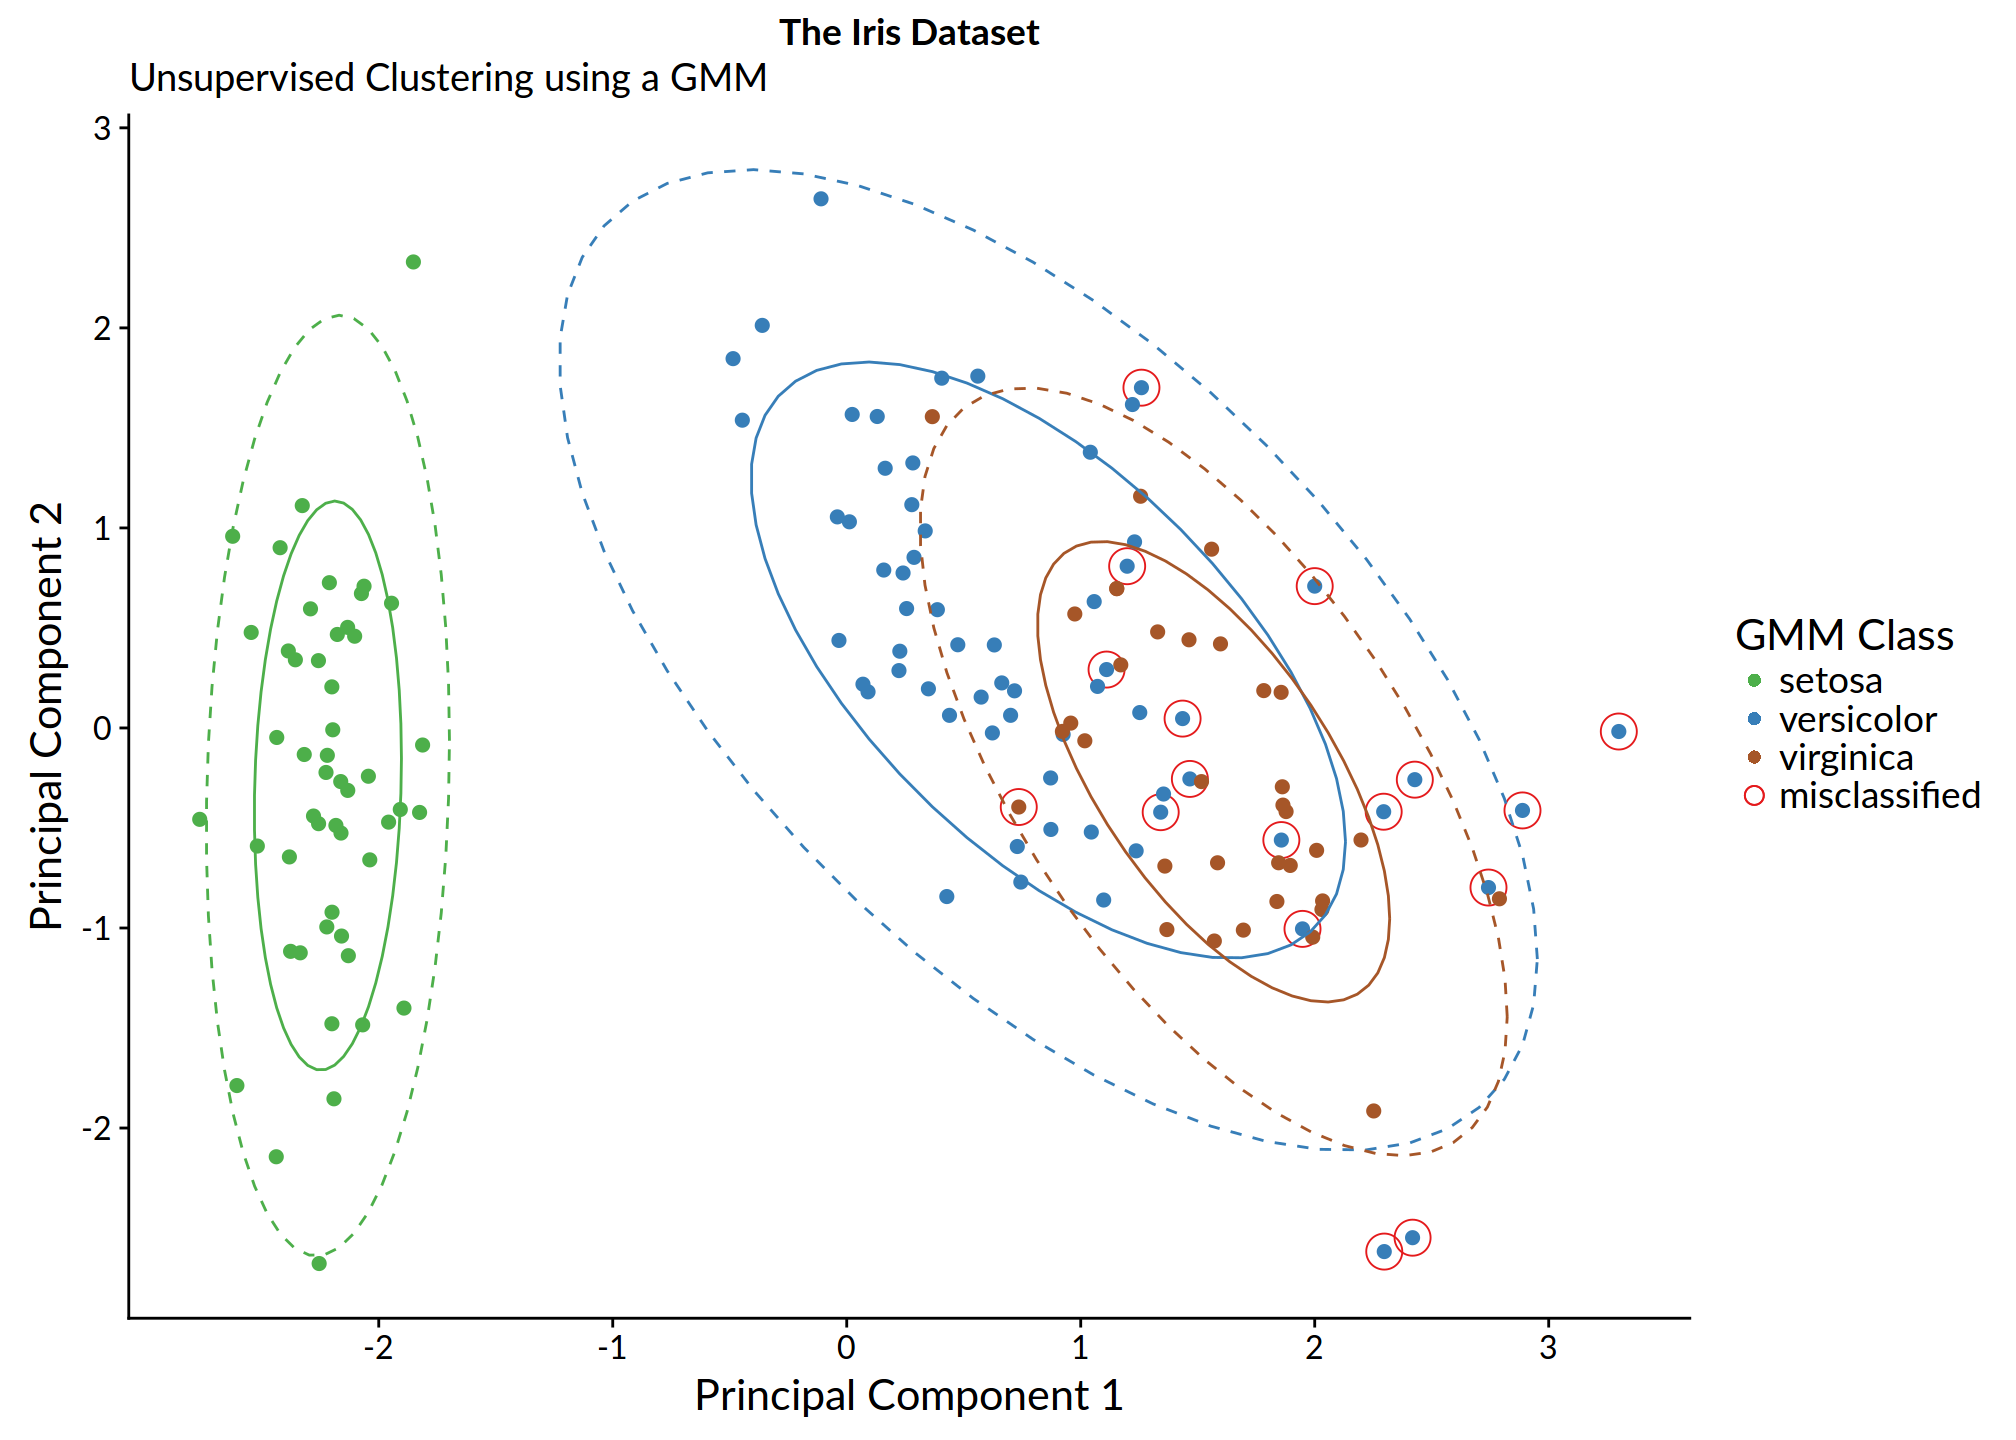 The Iris Dataset
Unsupervised Clustering using a GMM
3
2
1
0
-1
-2
Principal Component 2
-2
-1
0
1
2
3
Principal Component 1
GMM Class
setosa
versicolor
virginica
misclassified